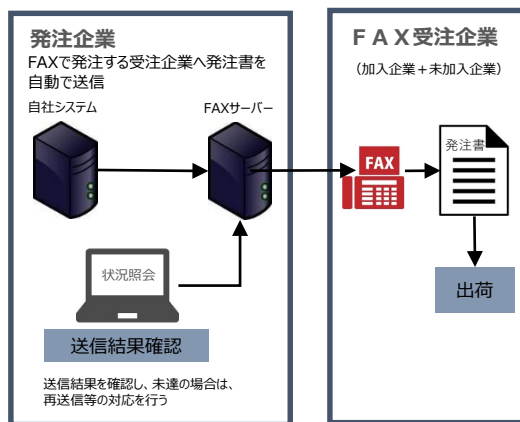 発注企業
FAXで発注する受注企業へ発注書を
自動で送信
自社システム
FAXサーバー
状況照会
送信結果確認
送信結果を確認し、未達の場合は、
再送信等の対応を行う
ＦＡＸ受注企業
（加入企業＋未加入企業）
FAX
発注書
出荷